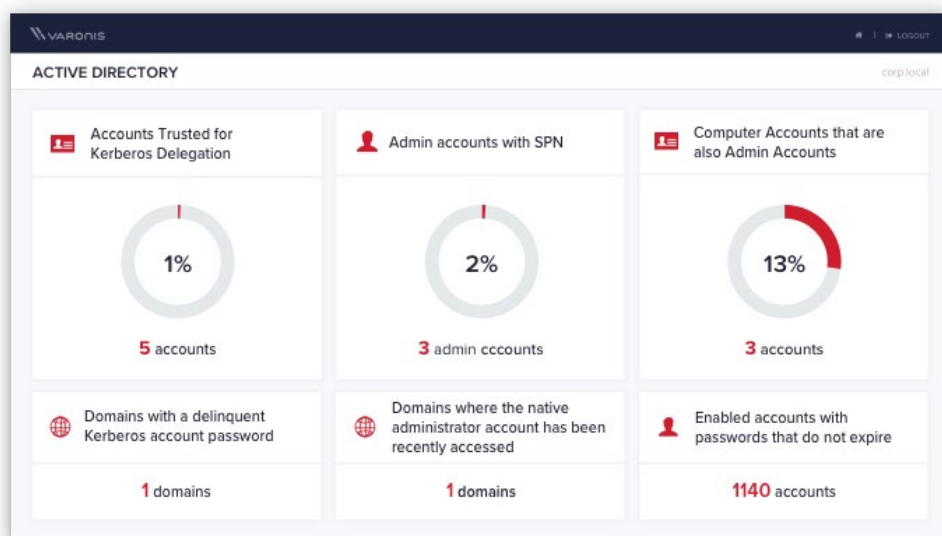 VARONIS
LOGOUT
ACTIVE DIRECTORY
corp.local
Accounts Trusted for
Kerberos Delegation
1%
5 accounts
Admin accounts with SPN
2%
3 admin cccounts
Computer Accounts that are
also Admin Accounts
13%
3 accounts
Domains with a delinquent
Kerberos account password
1 domains
Domains where the native
administrator account has been
recently accessed
1 domains
Enabled accounts with
passwords that do not expire
1140 accounts